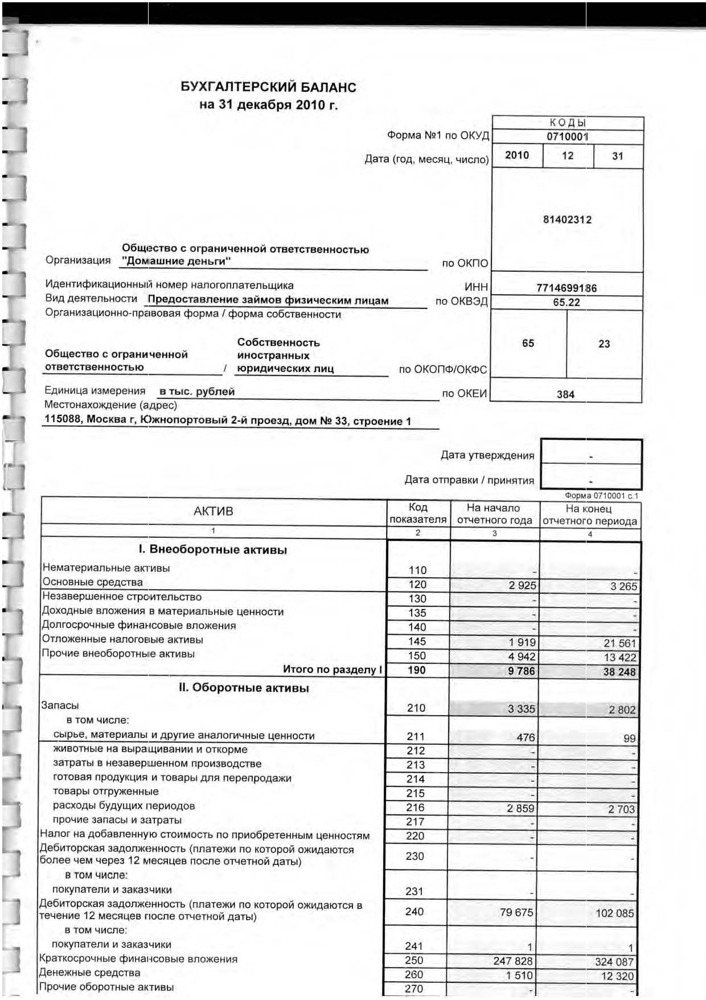 БУХГАЛТЕРСКИЙ БАЛАНС
на 31 декабря 2010 г.
КОДЫ
Форма №1 по ОКУД 0710001
Дата (год, месяц, число) 2010 12 31
81402312
Общество с ограниченной ответственностью
Организация "Домашние деньги" по ОКПО
Идентификационный номер налогоплательщика ИНН 7714699186
Вид деятельности Предоставление займов физическим лицам по ОКВЭД 65.22
Организационно-правовая форма / форма собственности
65 23
Собственность
Общество с ограниченной иностранных
ответственностью / юридических лиц по ОКОПФ/ОКФС
Единица измерения в тыс. рублей по ОКЕИ 384
Местонахождение (адрес)
115088, Москва г, Южнопортовый 2-й проезд, дом № 33, строение 1
Дата утверждения -
Дата отправки / принятия -
Форма 0710001 с.1
АКТИВ Код показателя На начало отчетного года На конец отчетного периода
1 2 3 4
I. Внеоборотные активы
Нематериальные активы 110 - -
Основные средства 120 2 925 3 265
Незавершенное строительство 130 - -
Доходные вложения в материальные ценности 135 - -
Долгосрочные финансовые вложения 140 - -
Отложенные налоговые активы 145 1 919 21 561
Прочие внеоборотные активы 150 4 942 13 422
Итого по разделу I 190 9 786 38 248
II. Оборотные активы
Запасы 210 3 335 2 802
в том числе:
сырье, материалы и другие аналогичные ценности 211 476 99
животные на выращивании и откорме 212 - -
затраты в незавершенном производстве 213 - -
готовая продукция и товары для перепродажи 214 - -
товары отгруженные 215 - -
расходы будущих периодов 216 2 859 2 703
прочие запасы и затраты 217 - -
Налог на добавленную стоимость по приобретенным ценностям 220 - -
Дебиторская задолженность (платежи по которой ожидаются
более чем через 12 месяцев после отчетной даты) 230 - -
в том числе:
покупатели и заказчики 231 - -
Дебиторская задолженность (платежи по которой ожидаются в
течение 12 месяцев после отчетной даты) 240 79 675 102 085
в том числе:
покупатели и заказчики 241 1 1
Краткосрочные финансовые вложения 250 247 828 324 087
Денежные средства 260 1 510 12 320
Прочие оборотные активы 270 - -